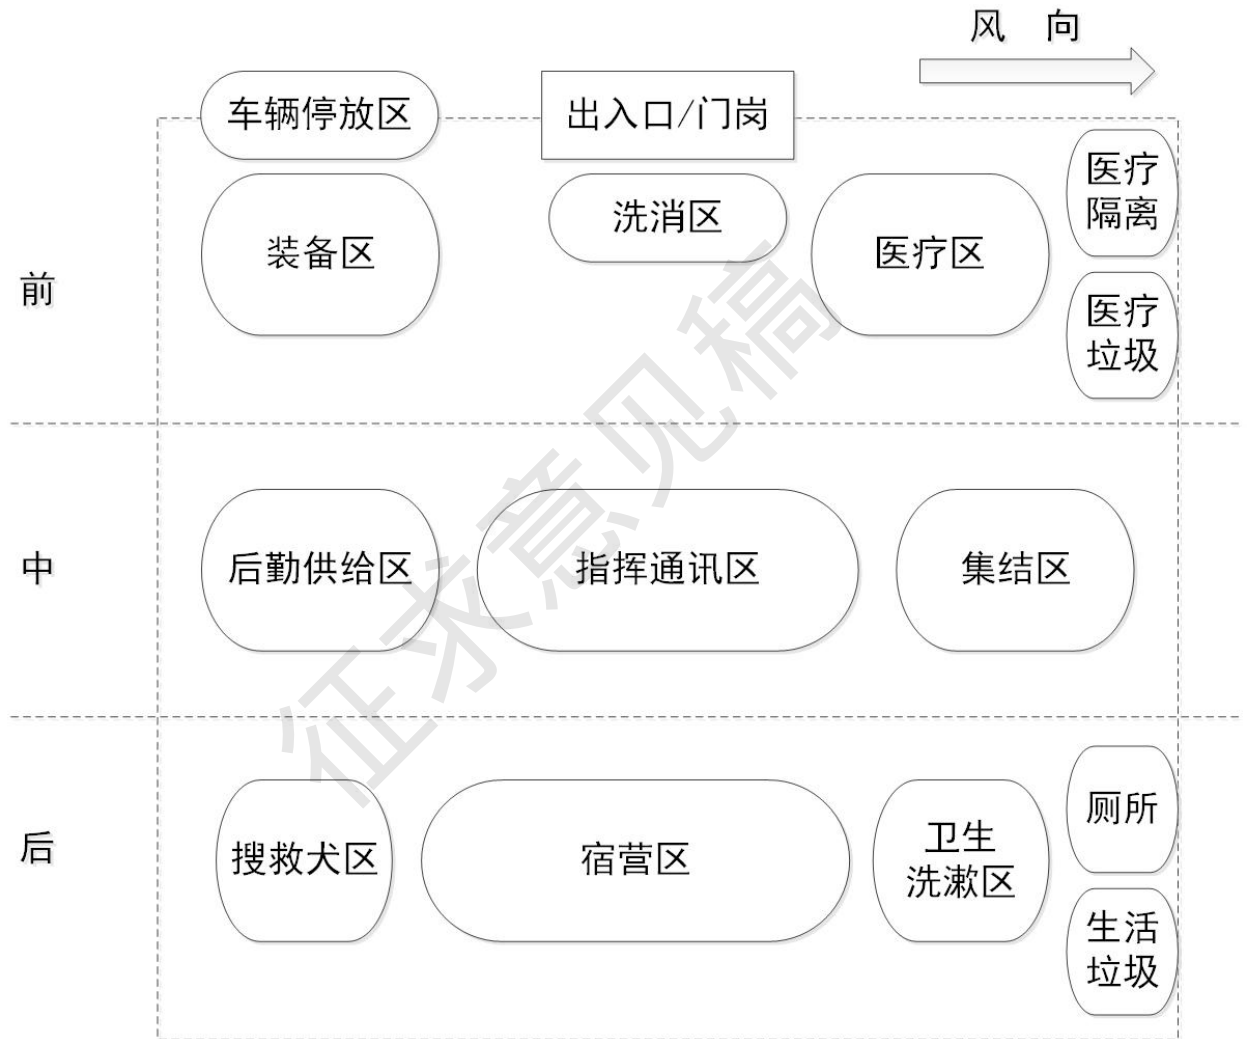 风 向
车辆停放区
出入口/门岗
医疗
隔离
洗消区
装备区
医疗区
前
医疗
垃圾
中
后勤供给区
指挥通讯区
集结区
后
搜救犬区
宿营区
卫生
洗漱区
厕所
生活
垃圾
征求意见稿